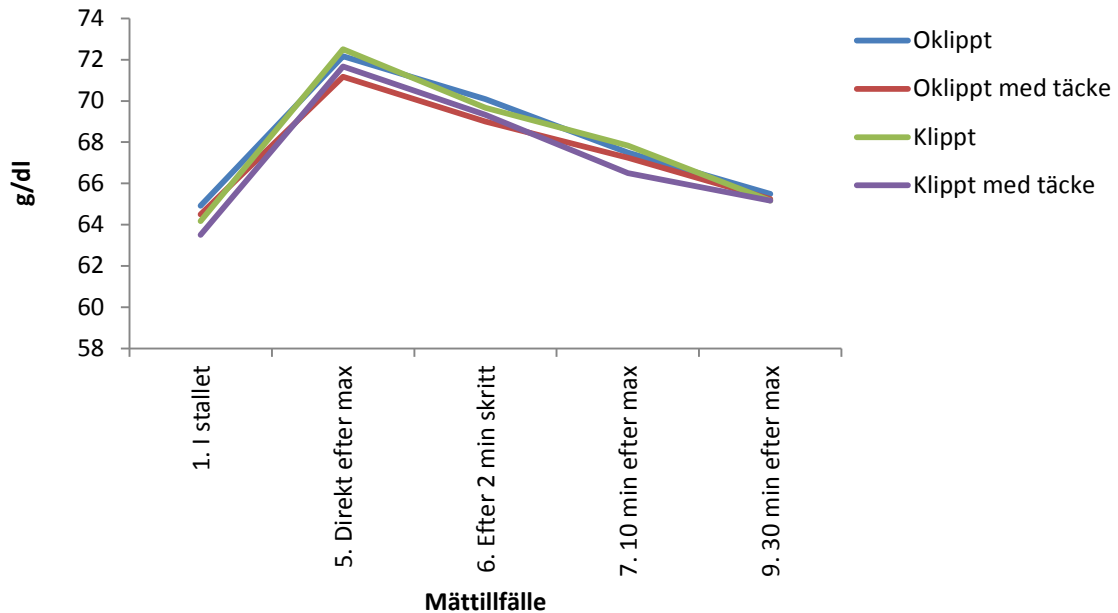 74
72
70
68
66
64
62
60
58
g/dl
1. I stallet
5. Direkt efter max
6. Efter 2 min skritt
7. 10 min efter max
9. 30 min efter max
Mättillfälle
Oklippt
Oklippt med täcke
Klippt
Klippt med täcke